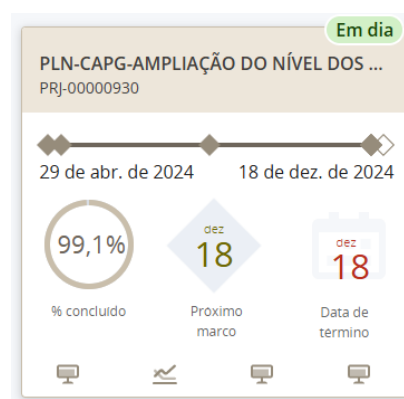 Em dia
PLN-CAPG-AMPLIAÇÃO DO NÍVEL DOS ...
PRJ-00000930
29 de abr. de 2024 18 de dez. de 2024
99,1%
% concluído
dez
18
Próximo
marco
dez
18
Data de
término